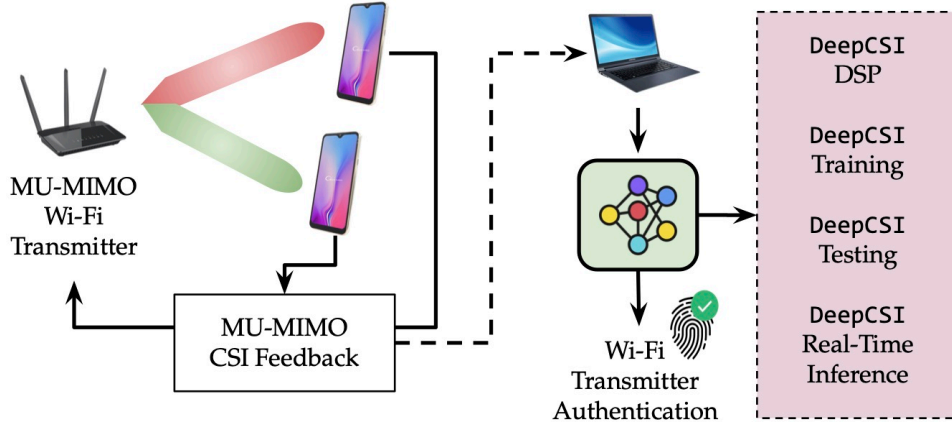 MU-MIMO
Wi-Fi
Transmitter
MU-MIMO
CSI Feedback
Wi-Fi
Transmitter
Authentication
DeepCSI
DSP
DeepCSI
Training
DeepCSI
Testing
DeepCSI
Real-Time
Inference